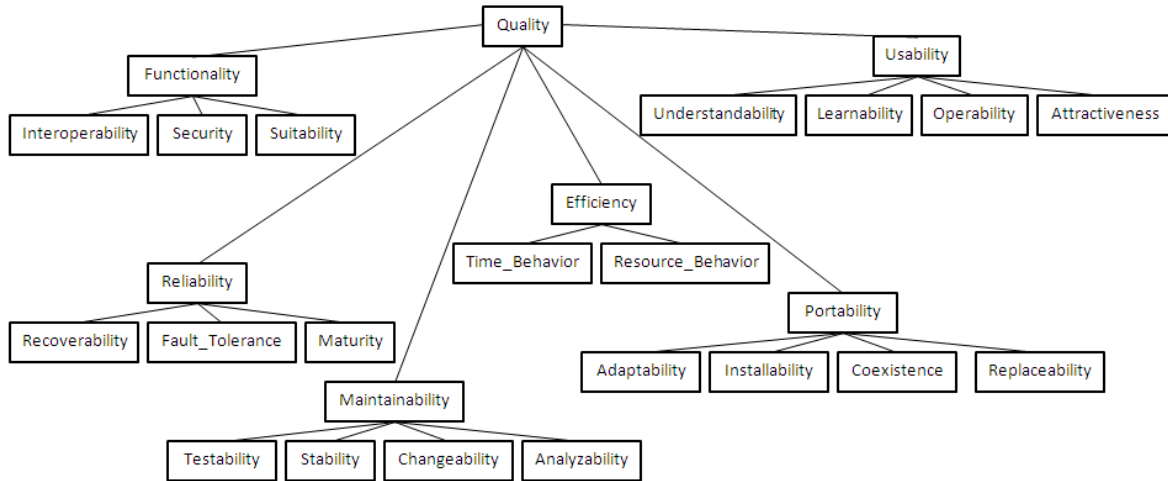 Quality
Functionality
Usability
Interoperability
Security
Suitability
Understandability
Learnability
Operability
Attractiveness
Efficiency
Time_Behavior
Resource_Behavior
Reliability
Recoverability
Fault_Tolerance
Maturity
Portability
Adaptability
Installability
Coexistence
Replaceability
Maintainability
Testability
Stability
Changeability
Analyzability